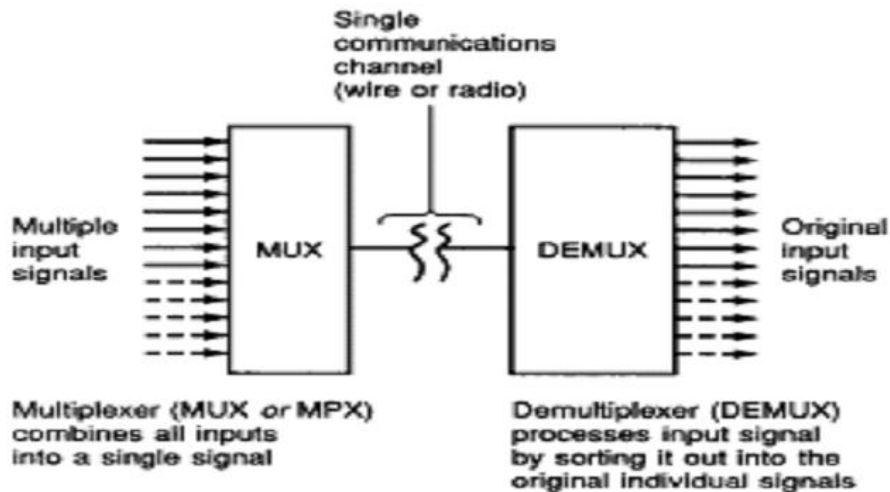 Single
communications
channel
(wire or radio)
Multiple
input
signals
MUX
DEMUX
Original
input
signals
Multiplexer (MUX or MPX)
combines all inputs
into a single signal
Demultiplexer (DEMUX)
processes input signal
by sorting it out into the
original individual signals